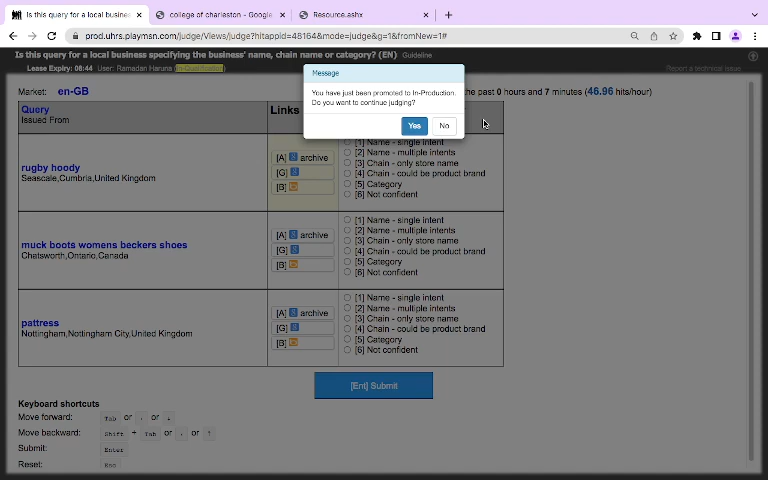 Is this query for a local busine
college of charleston - Google
Resource.ashx
prod.uhrs.playmsn.com/judge/Views/judge?hitappid=48164&mode=judge&g=1&fromNew=1#
Is this query for a local business specifying the business' name, chain name or category? (EN) Guideline
Lease Expiry: 06:44 User: Ramadan Haruna
Report a technical issue
Message
You have just been promoted to In-Production.
Do you want to continue judging?
Yes No
Market: en-GB
the past 0 hours and 7 minutes (46.96 hits/hour)
Query
Issued From
Links
rugby hoody
Seascale,Cumbria,United Kingdom
[A] archive
[G]
[B]
[1] Name - single intent
[2] Name - multiple intents
[3] Chain - only store name
[4] Chain - could be product brand
[5] Category
[6] Not confident
muck boots womens beckers shoes
Chatsworth,Ontario,Canada
[A] archive
[G]
[B]
[1] Name - single intent
[2] Name - multiple intents
[3] Chain - only store name
[4] Chain - could be product brand
[5] Category
[6] Not confident
pattress
Nottingham,Nottingham City,United Kingdom
[A] archive
[G]
[B]
[1] Name - single intent
[2] Name - multiple intents
[3] Chain - only store name
[4] Chain - could be product brand
[5] Category
[6] Not confident
[Ent] Submit
Keyboard shortcuts
Move forward: Tab or . or ↓
Move backward: Shift + Tab or , or ↑
Submit: Enter
Reset: Esc